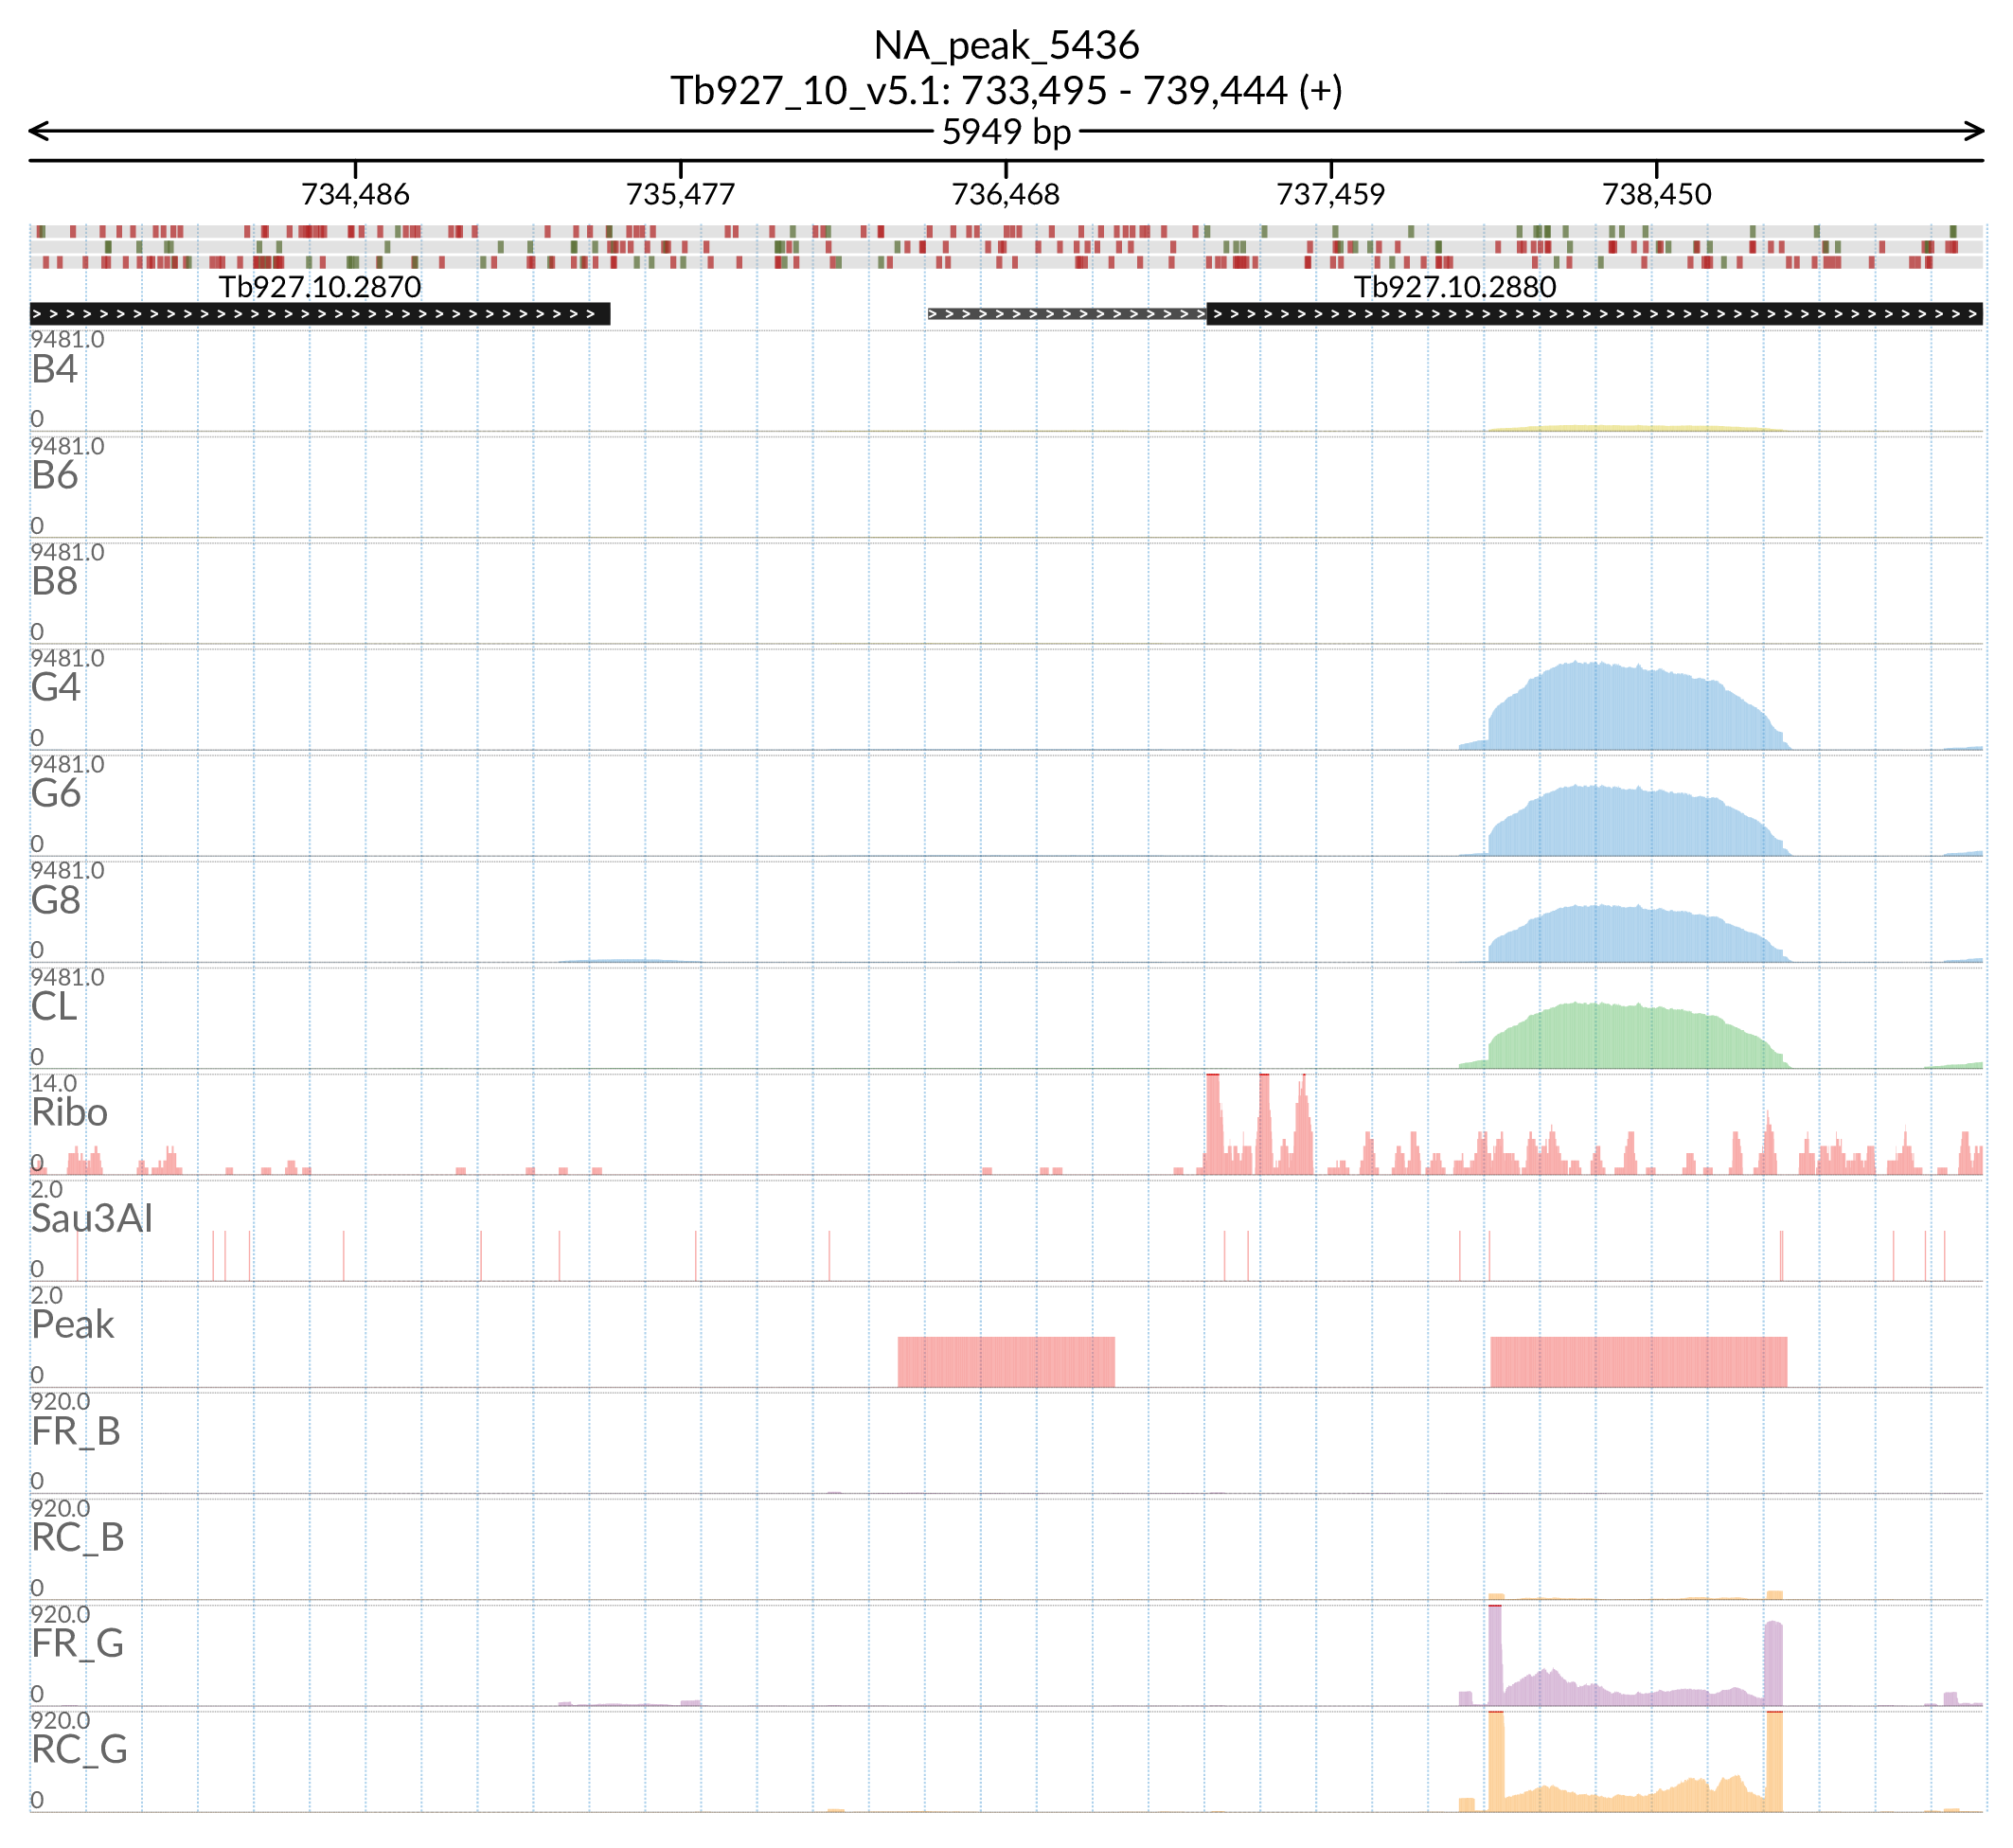 NA_peak_5436
Tb927_10_v5.1: 733,495 - 739,444 (+)
5949 bp
734,486 735,477 736,468 737,459 738,450
Tb927.10.2870 Tb927.10.2880
9481.0
B4
0
9481.0
B6
0
9481.0
B8
0
9481.0
G4
0
9481.0
G6
0
9481.0
G8
0
9481.0
CL
0
14.0
Ribo
0
2.0
Sau3AI
0
2.0
Peak
0
920.0
FR_B
0
920.0
RC_B
0
920.0
FR_G
0
920.0
RC_G
0